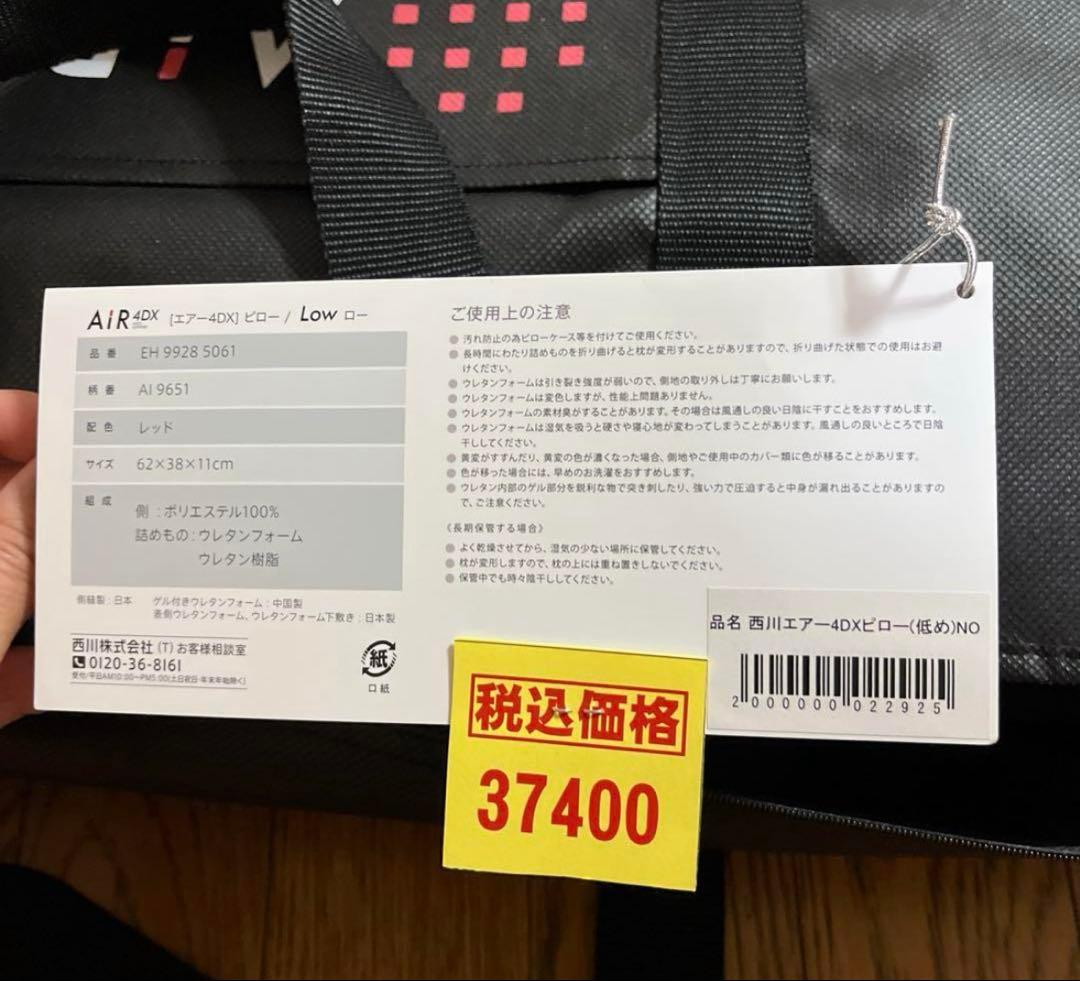 AiR 4DX [エアー4DX] ピロー / Low ロー
品番 EH 9928 5061
柄番 AI 9651
配色 レッド
サイズ 62×38×11cm
組成 側：ポリエステル100%
詰めもの：ウレタンフォーム
ウレタン樹脂
側縫製：日本 ゲル付きウレタンフォーム：中国製
表側ウレタンフォーム、ウレタンフォーム下敷き：日本製
西川株式会社 (T) お客様相談室
0120-36-8161
受付/平日AM10:00〜PM5:00(土日祝日・年末年始除く)
紙
口紙
ご使用上の注意
● 汚れ防止の為ピローケース等を付けてご使用ください。
● 長時間にわたり詰めものを折り曲げると枕が変形することがありますので、折り曲げた状態での使用はお避
けください。
● ウレタンフォームは引き裂き強度が弱いので、側地の取り外しは丁寧にお願いします。
● ウレタンフォームは変色しますが、性能上問題ありません。
● ウレタンフォームの素材臭がすることがあります。その場合は風通しの良い日陰に干すことをおすすめします。
● ウレタンフォームは湿気を吸うと硬さや寝心地が変わってしまうことがあります。風通しの良いところで日陰
干ししてください。
● 黄変がすすんだり、黄変の色が濃くなった場合、側地やご使用中のカバー類に色が移ることがあります。
● 色が移った場合には、早めのお洗濯をおすすめします。
● ウレタン内部のゲル部分を鋭利な物で突き刺したり、強い力で圧迫すると中身が漏れ出ることがありますの
で、ご注意ください。
《長期保管する場合》
● よく乾燥させてから、湿気の少ない場所に保管してください。
● 枕が変形しますので、枕の上には重ね置きしないでください。
● 保管中でも時々陰干ししてください。
品名 西川エアー4DXピロー(低め)NO
2 000000 022925
税込価格
37400